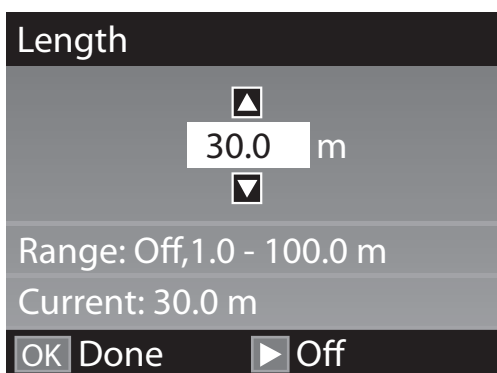 Length
30.0 m
Range: Off,1.0 - 100.0 m
Current: 30.0 m
OK Done Off